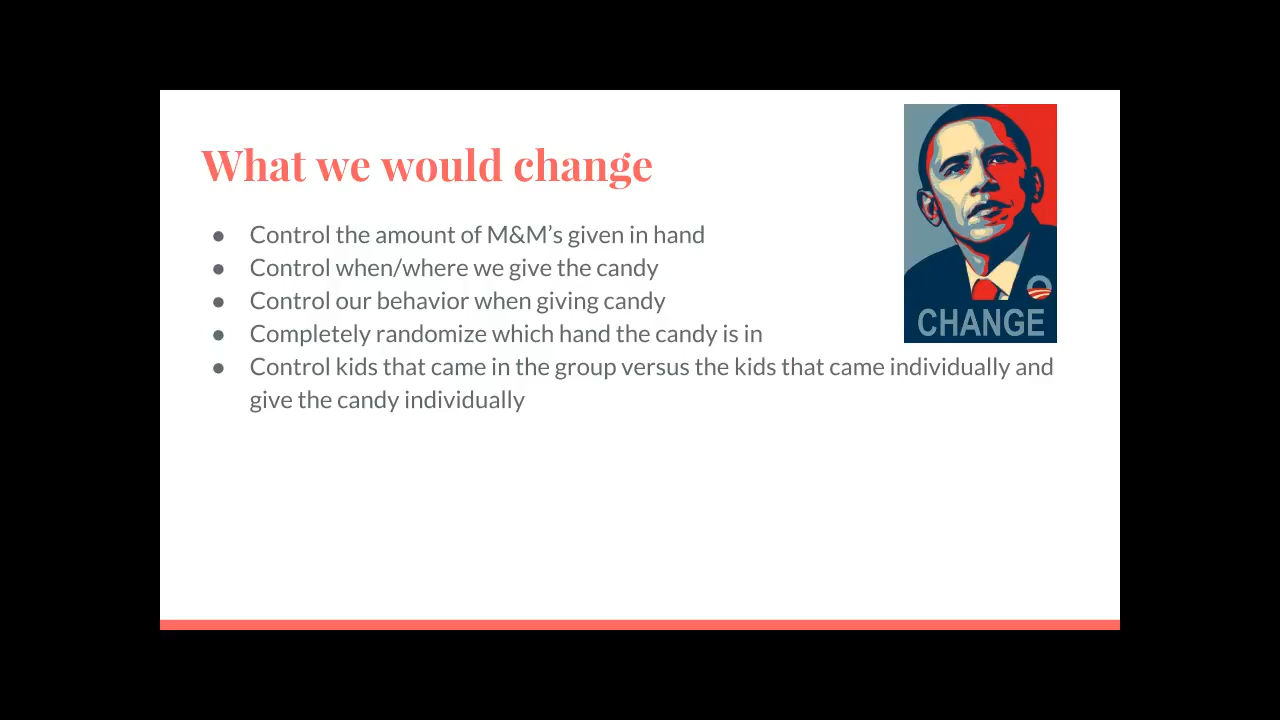 What we would change
● Control the amount of M&M’s given in hand
● Control when/where we give the candy
● Control our behavior when giving candy
● Completely randomize which hand the candy is in
● Control kids that came in the group versus the kids that came individually and
give the candy individually
CHANGE